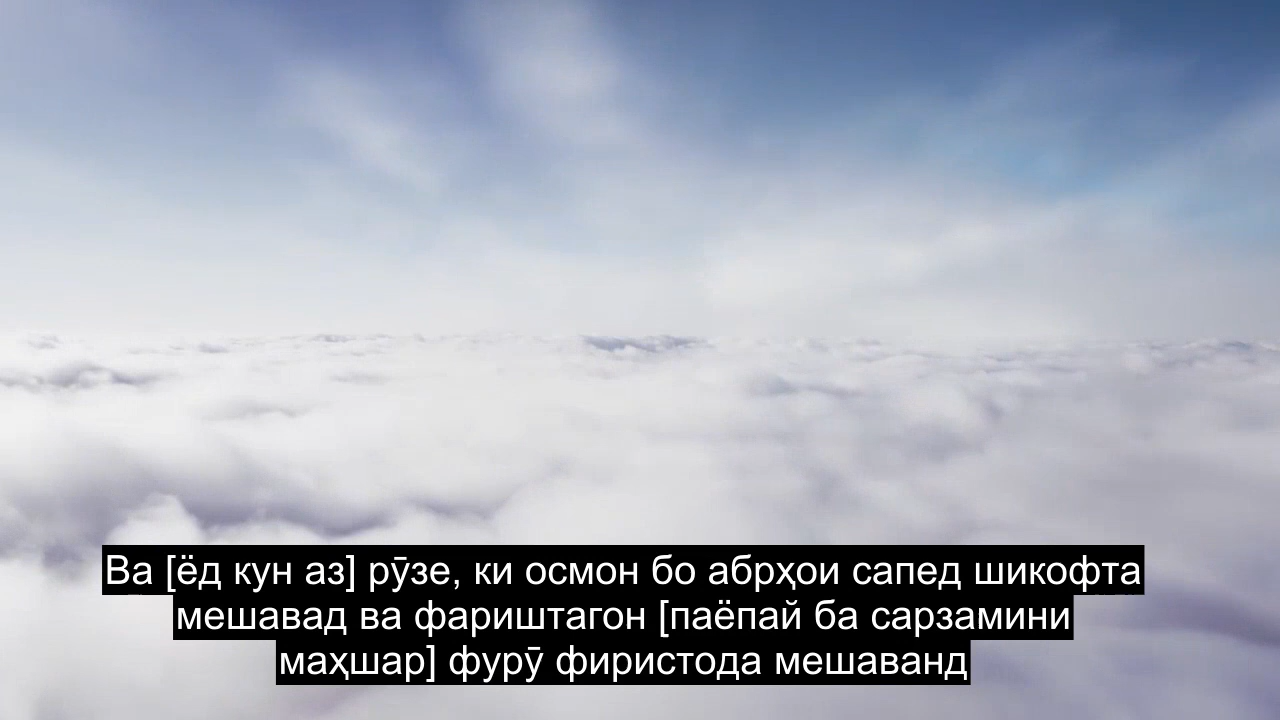 Ва [ёд кун аз] рӯзе, ки осмон бо абрҳои сапед шикофта
мешавад ва фариштагон [паёпай ба сарзамини
маҳшар] фурӯ фиристода мешаванд